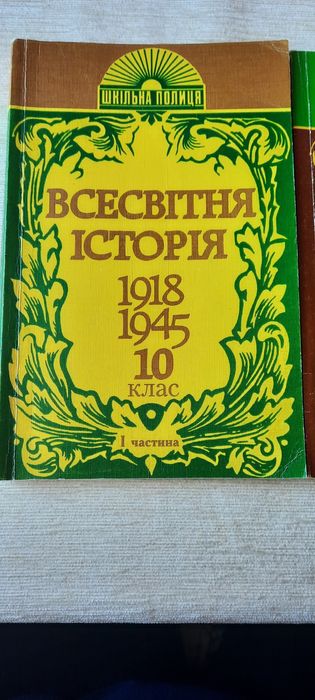 ШКІЛЬНА ПОЛИЦЯ
ВСЕСВІТНЯ
ІСТОРІЯ
1918
1945
10
клас
І частина